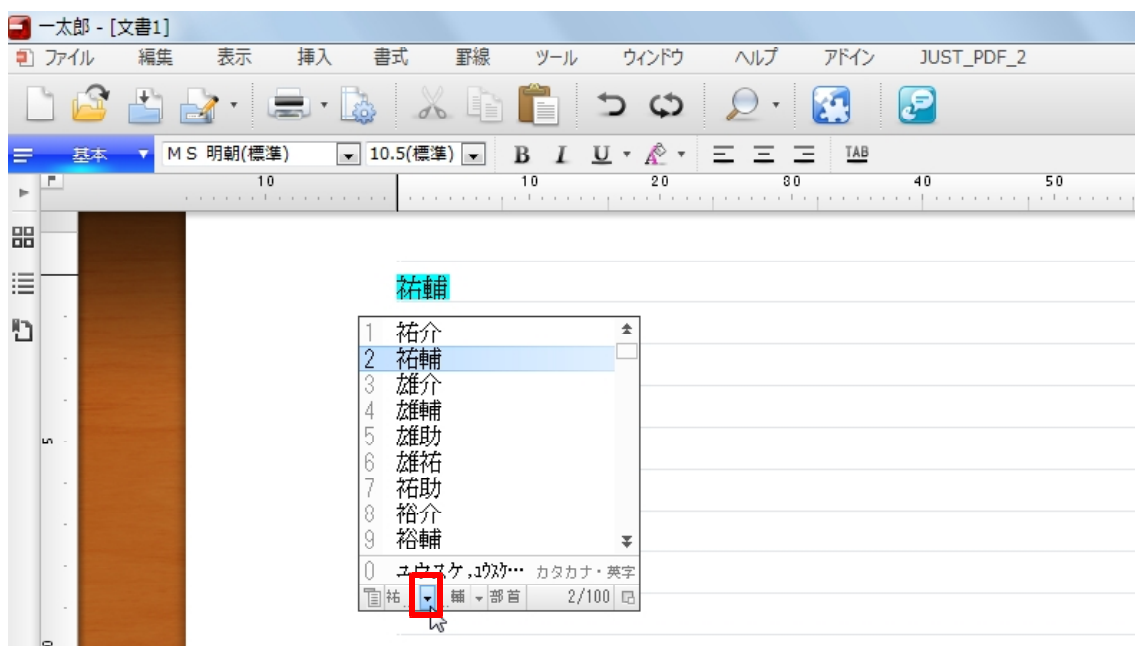 一太郎 - [文書1]
ファイル 編集 表示 挿入 書式 罫線 ツール ウィンドウ ヘルプ アドイン JUST_PDF_2
基本 ＭＳ 明朝(標準) 10.5(標準) B I U TAB
10 10 20 30 40 50
祐輔
1 祐介
2 祐輔
3 雄介
4 雄輔
5 雄助
6 雄祐
7 祐助
8 裕介
9 裕輔
0 ユウスケ,ﾕｳｽｹ… カタカナ・英字
祐 輔 部首 2/100
5